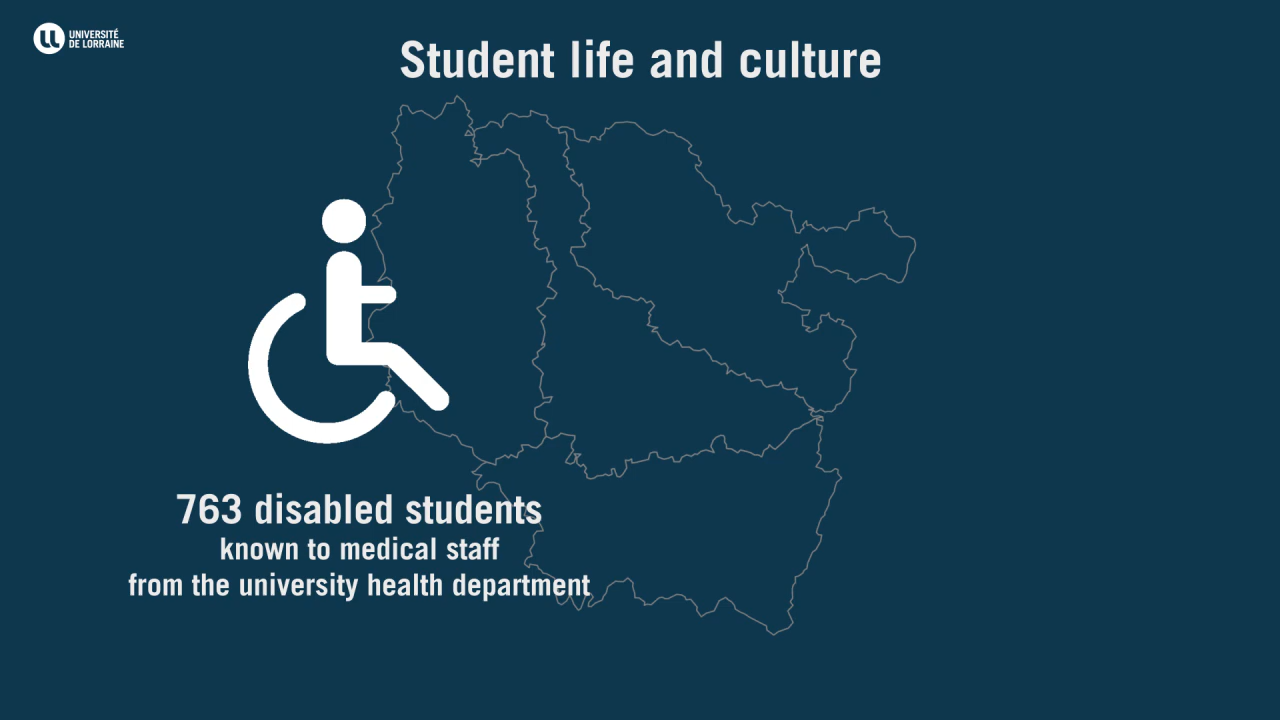 UNIVERSITÉ
DE LORRAINE
Student life and culture
763 disabled students
known to medical staff
from the university health department